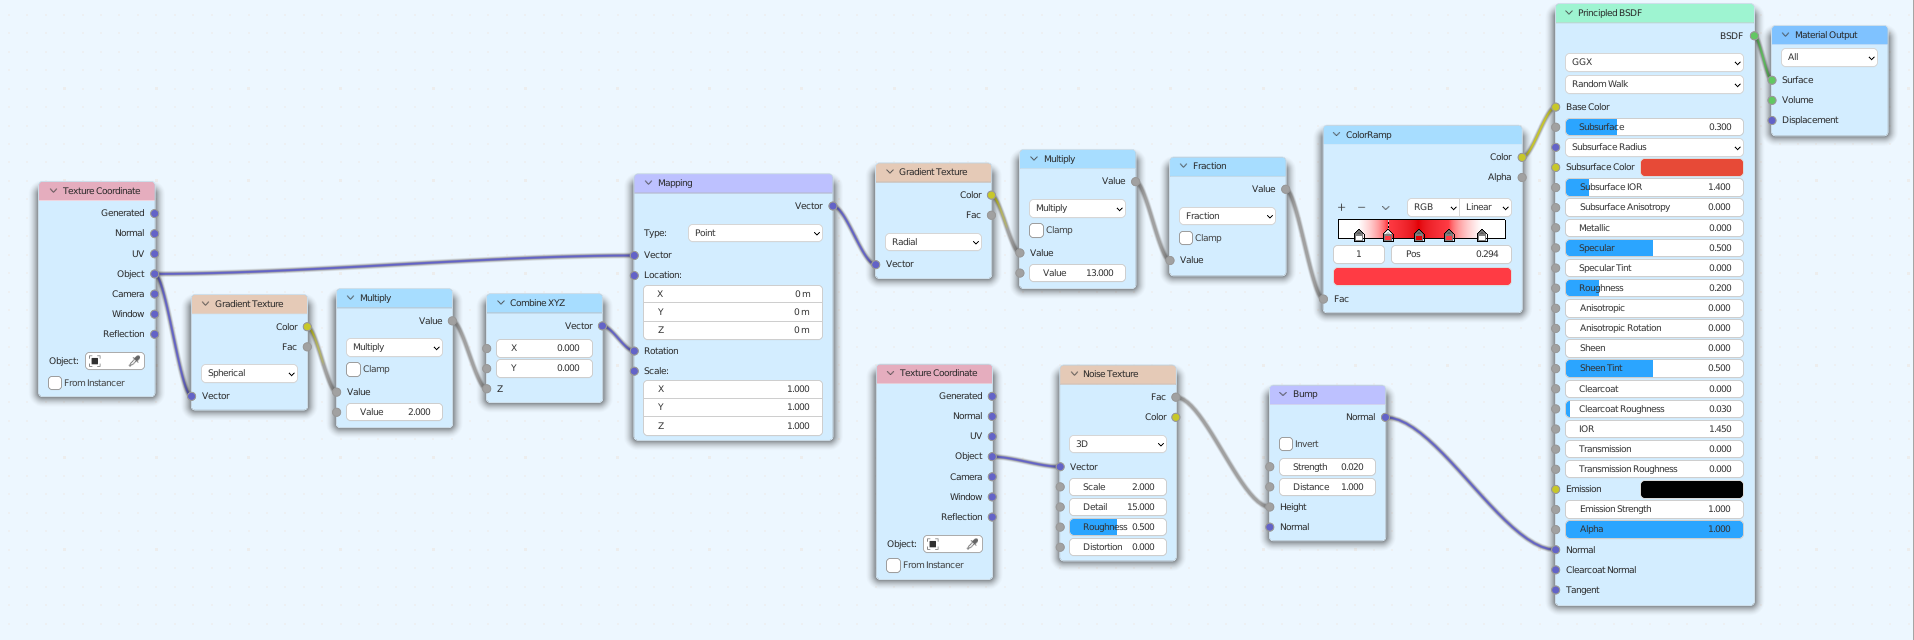 Texture Coordinate
Generated
Normal
UV
Object
Camera
Window
Reflection
Object:
From Instancer
Gradient Texture
Color
Fac
Spherical
Vector
Multiply
Value
Multiply
Clamp
Value
Value 2.000
Combine XYZ
Vector
X 0.000
Y 0.000
Z
Mapping
Vector
Type: Point
Vector
Location:
X 0 m
Y 0 m
Z 0 m
Rotation
Scale:
X 1.000
Y 1.000
Z 1.000
Gradient Texture
Color
Fac
Radial
Vector
Multiply
Value
Multiply
Clamp
Value
Value 13.000
Fraction
Value
Fraction
Clamp
Value
ColorRamp
Color
Alpha
+ − RGB Linear
1 Pos 0.294
Fac
Texture Coordinate
Generated
Normal
UV
Object
Camera
Window
Reflection
Object:
From Instancer
Noise Texture
Fac
Color
3D
Vector
Scale 2.000
Detail 15.000
Roughness 0.500
Distortion 0.000
Bump
Normal
Invert
Strength 0.020
Distance 1.000
Height
Normal
Principled BSDF
BSDF
GGX
Random Walk
Base Color
Subsurface 0.300
Subsurface Radius
Subsurface Color
Subsurface IOR 1.400
Subsurface Anisotropy 0.000
Metallic 0.000
Specular 0.500
Specular Tint 0.000
Roughness 0.200
Anisotropic 0.000
Anisotropic Rotation 0.000
Sheen 0.000
Sheen Tint 0.500
Clearcoat 0.000
Clearcoat Roughness 0.030
IOR 1.450
Transmission 0.000
Transmission Roughness 0.000
Emission
Emission Strength 1.000
Alpha 1.000
Normal
Clearcoat Normal
Tangent
Material Output
All
Surface
Volume
Displacement